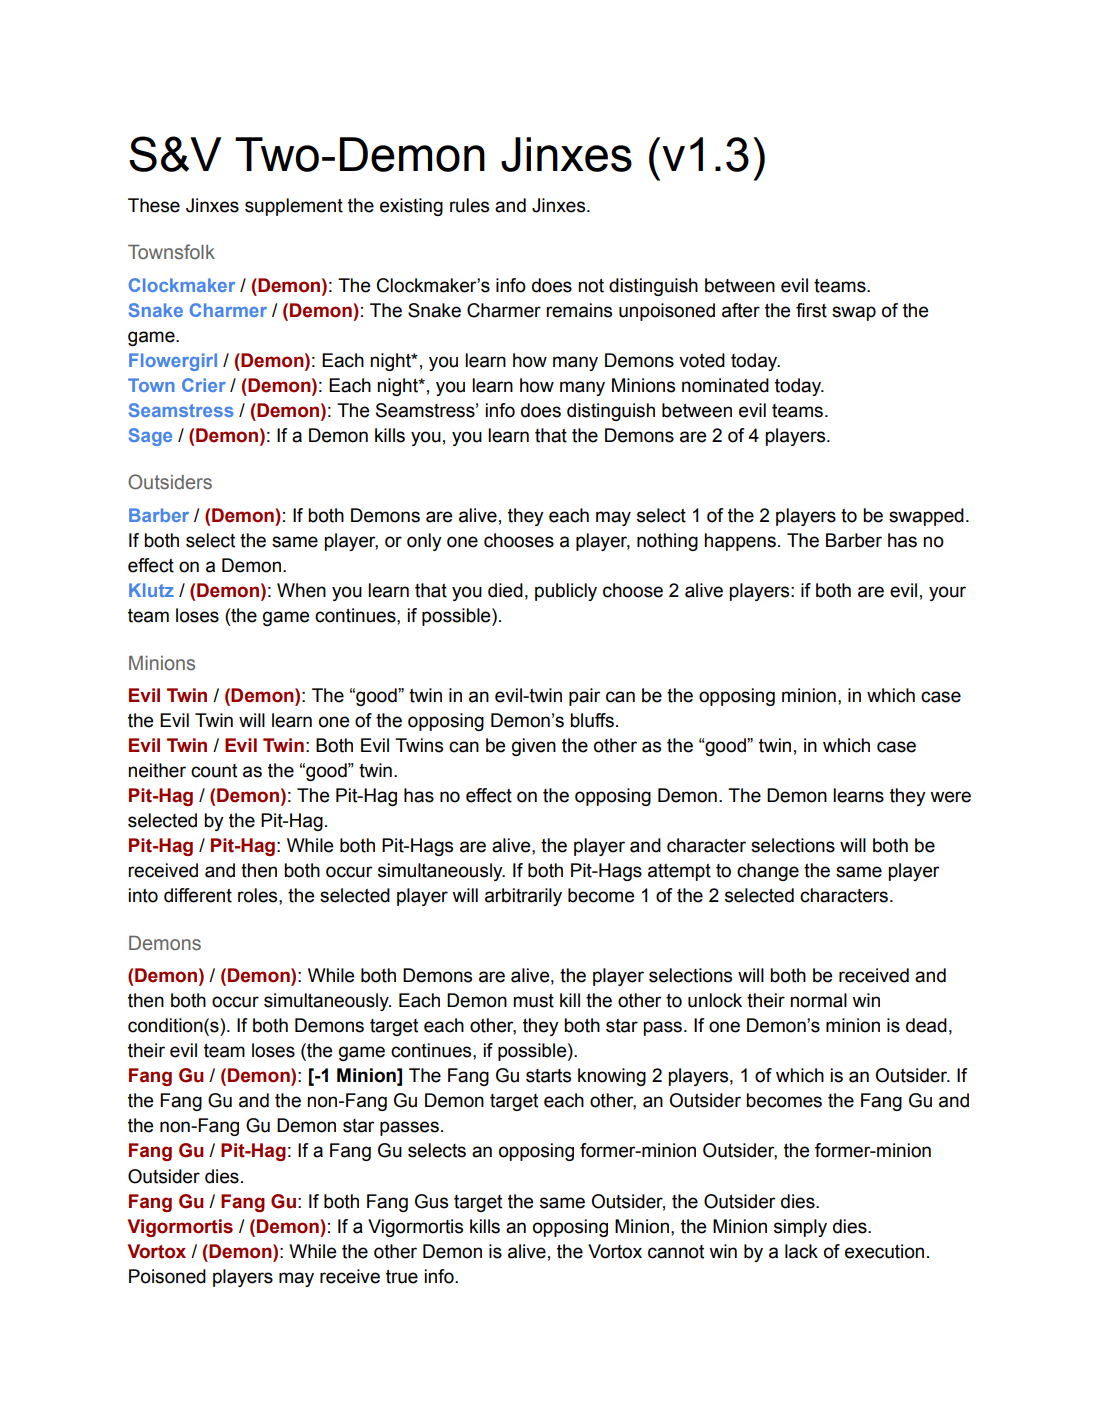 S&V Two-Demon Jinxes (v1.3)
These Jinxes supplement the existing rules and Jinxes.
Townsfolk
Clockmaker / (Demon): The Clockmaker’s info does not distinguish between evil teams.
Snake Charmer / (Demon): The Snake Charmer remains unpoisoned after the first swap of the
game.
Flowergirl / (Demon): Each night*, you learn how many Demons voted today.
Town Crier / (Demon): Each night*, you learn how many Minions nominated today.
Seamstress / (Demon): The Seamstress’ info does distinguish between evil teams.
Sage / (Demon): If a Demon kills you, you learn that the Demons are 2 of 4 players.
Outsiders
Barber / (Demon): If both Demons are alive, they each may select 1 of the 2 players to be swapped.
If both select the same player, or only one chooses a player, nothing happens. The Barber has no
effect on a Demon.
Klutz / (Demon): When you learn that you died, publicly choose 2 alive players: if both are evil, your
team loses (the game continues, if possible).
Minions
Evil Twin / (Demon): The “good” twin in an evil-twin pair can be the opposing minion, in which case
the Evil Twin will learn one of the opposing Demon’s bluffs.
Evil Twin / Evil Twin: Both Evil Twins can be given the other as the “good” twin, in which case
neither count as the “good” twin.
Pit-Hag / (Demon): The Pit-Hag has no effect on the opposing Demon. The Demon learns they were
selected by the Pit-Hag.
Pit-Hag / Pit-Hag: While both Pit-Hags are alive, the player and character selections will both be
received and then both occur simultaneously. If both Pit-Hags attempt to change the same player
into different roles, the selected player will arbitrarily become 1 of the 2 selected characters.
Demons
(Demon) / (Demon): While both Demons are alive, the player selections will both be received and
then both occur simultaneously. Each Demon must kill the other to unlock their normal win
condition(s). If both Demons target each other, they both star pass. If one Demon’s minion is dead,
their evil team loses (the game continues, if possible).
Fang Gu / (Demon): [-1 Minion] The Fang Gu starts knowing 2 players, 1 of which is an Outsider. If
the Fang Gu and the non-Fang Gu Demon target each other, an Outsider becomes the Fang Gu and
the non-Fang Gu Demon star passes.
Fang Gu / Pit-Hag: If a Fang Gu selects an opposing former-minion Outsider, the former-minion
Outsider dies.
Fang Gu / Fang Gu: If both Fang Gus target the same Outsider, the Outsider dies.
Vigormortis / (Demon): If a Vigormortis kills an opposing Minion, the Minion simply dies.
Vortox / (Demon): While the other Demon is alive, the Vortox cannot win by a lack of execution.
Poisoned players may receive true info.